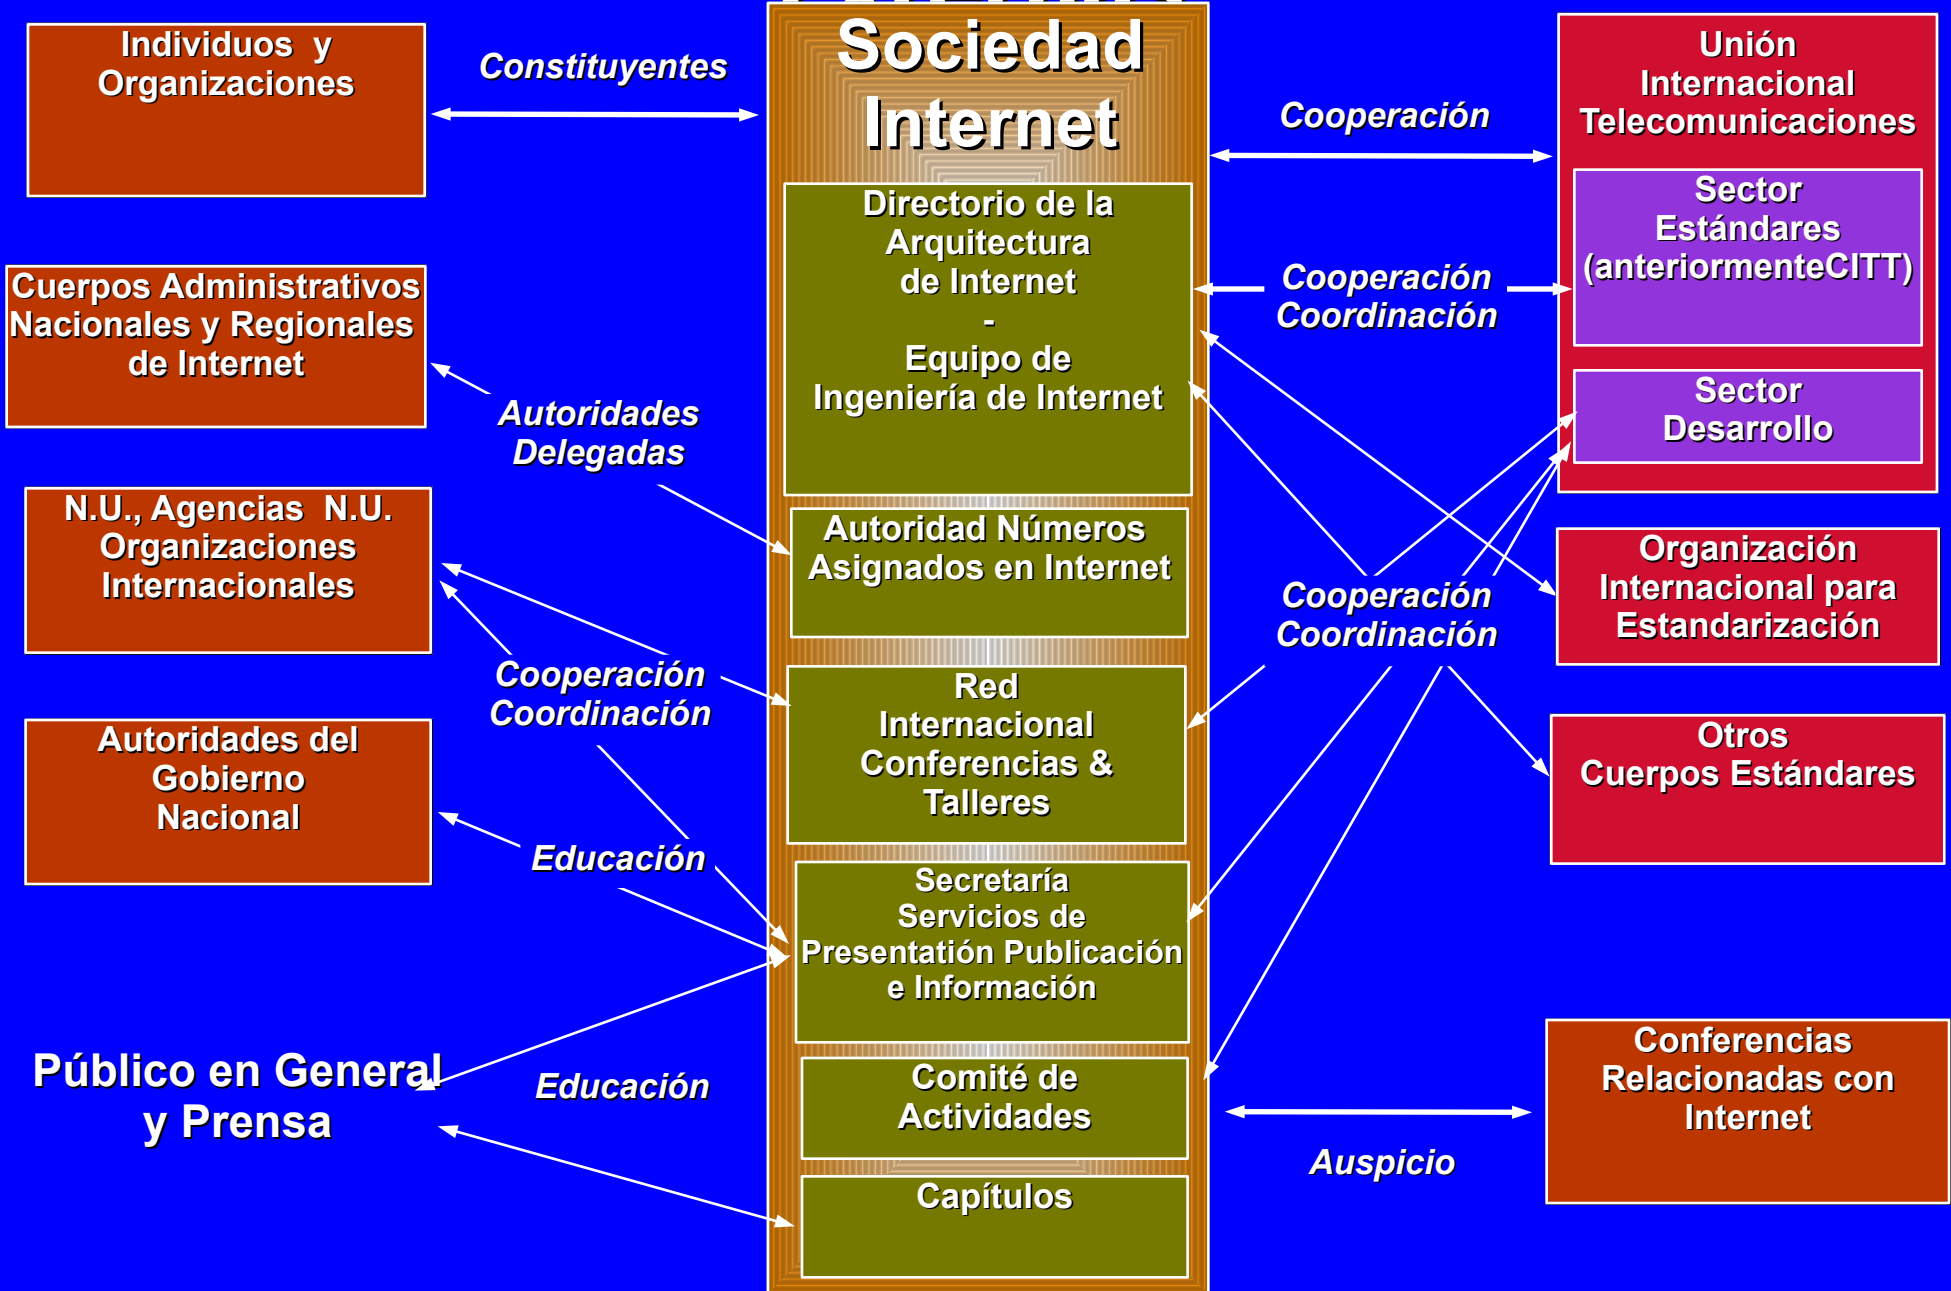 Individuos y
Organizaciones
Constituyentes
Cuerpos Administrativos
Nacionales y Regionales
de Internet
Autoridades
Delegadas
N.U., Agencias N.U.
Organizaciones
Internacionales
Cooperación
Coordinación
Autoridades del
Gobierno
Nacional
Educación
Público en General
y Prensa
Educación
Sociedad
Internet
Directorio de la
Arquitectura
de Internet
-
Equipo de
Ingeniería de Internet
Autoridad Números
Asignados en Internet
Red
Internacional
Conferencias &
Talleres
Secretaría
Servicios de
Presentatión Publicación
e Información
Comité de
Actividades
Capítulos
Cooperación
Cooperación
Coordinación
Cooperación
Coordinación
Auspicio
Unión
Internacional
Telecomunicaciones
Sector
Estándares
(anteriormenteCITT)
Sector
Desarrollo
Organización
Internacional para
Estandarización
Otros
Cuerpos Estándares
Conferencias
Relacionadas con
Internet